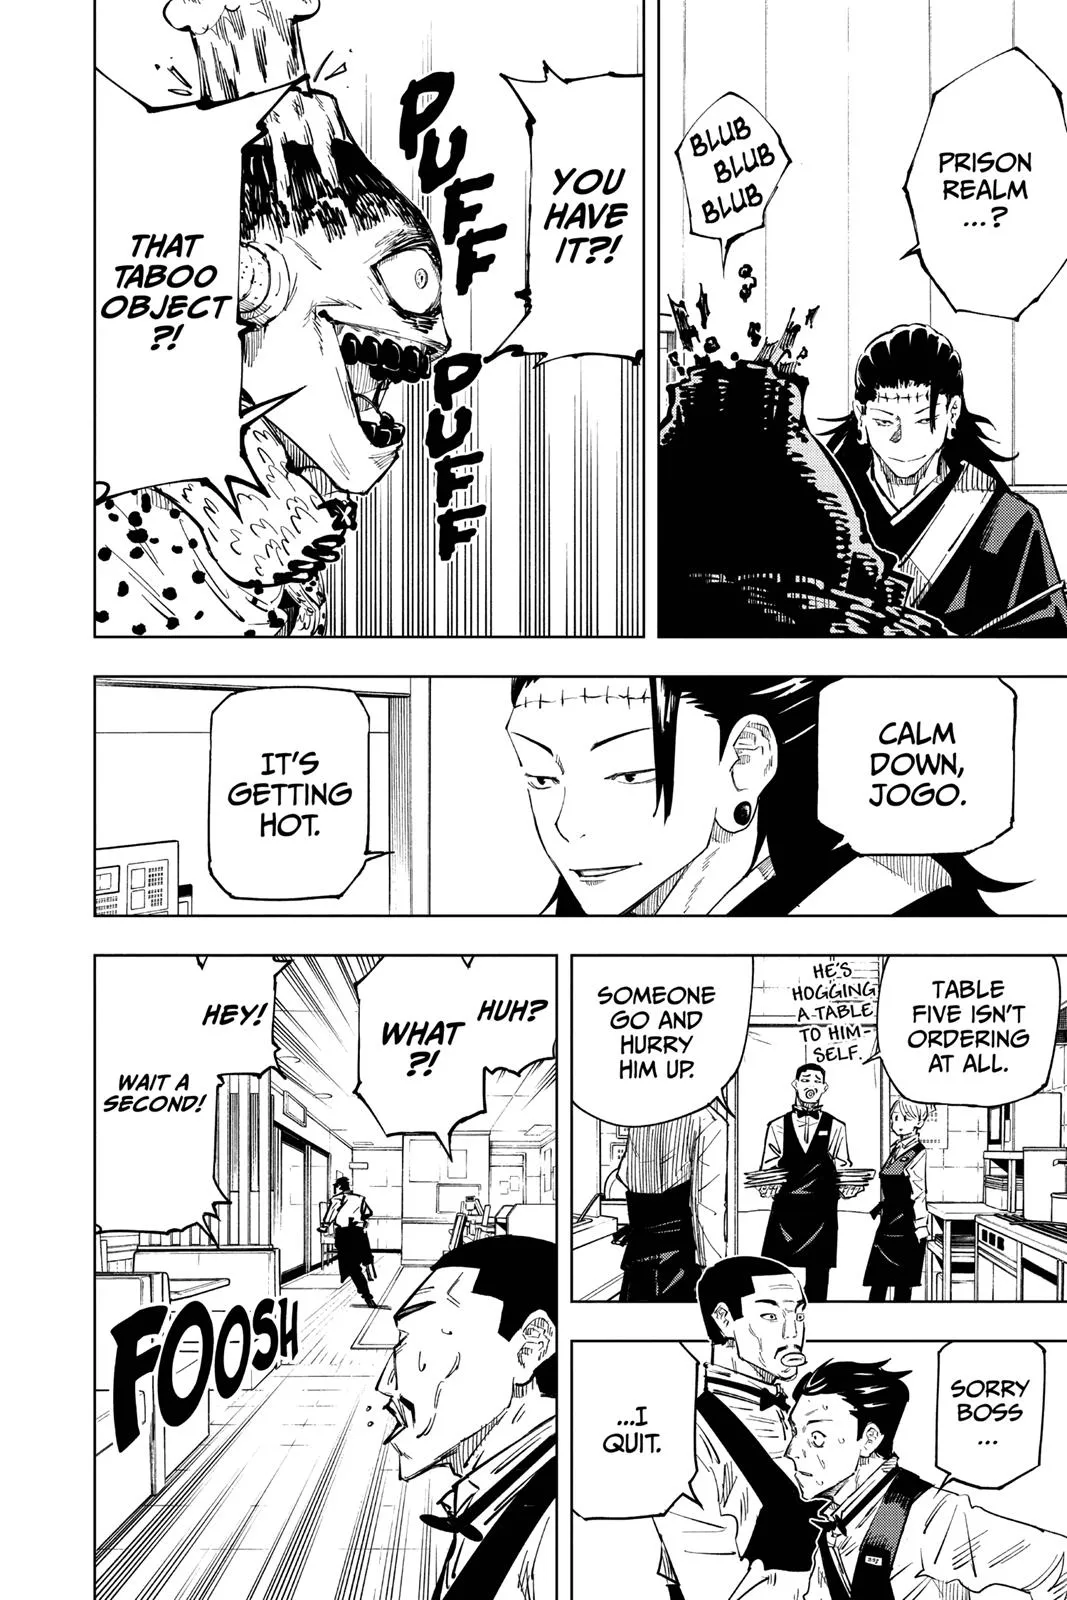 PRISON
REALM
...?
BLUB
BLUB
BLUB
YOU
HAVE
IT?!
PUFF
PUFF
THAT
TABOO
OBJECT
?!
CALM
DOWN,
JOGO.
IT'S
GETTING
HOT.
TABLE
FIVE ISN'T
ORDERING
AT ALL.
HE'S
HOGGING
A TABLE
TO HIM-
SELF.
SOMEONE
GO AND
HURRY
HIM UP.
SORRY
BOSS
...
...I
QUIT.
HUH?
WHAT
?!
HEY!
WAIT A
SECOND!
FOOSH